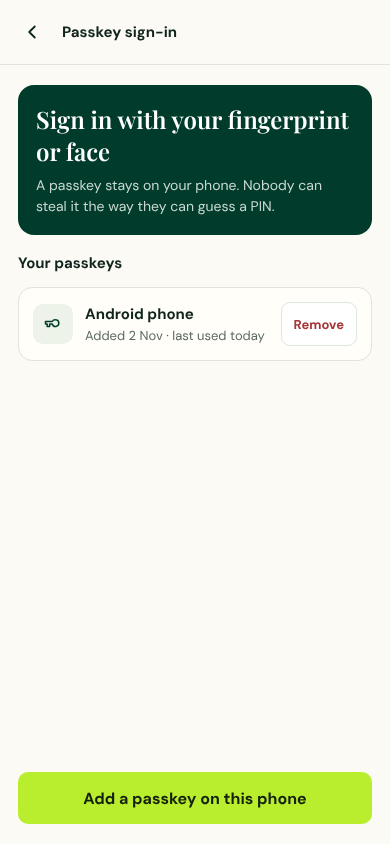 Passkey sign-in
Sign in with your fingerprint
or face
A passkey stays on your phone. Nobody can
steal it the way they can guess a PIN.
Your passkeys
Android phone
Added 2 Nov · last used today
Remove
Add a passkey on this phone